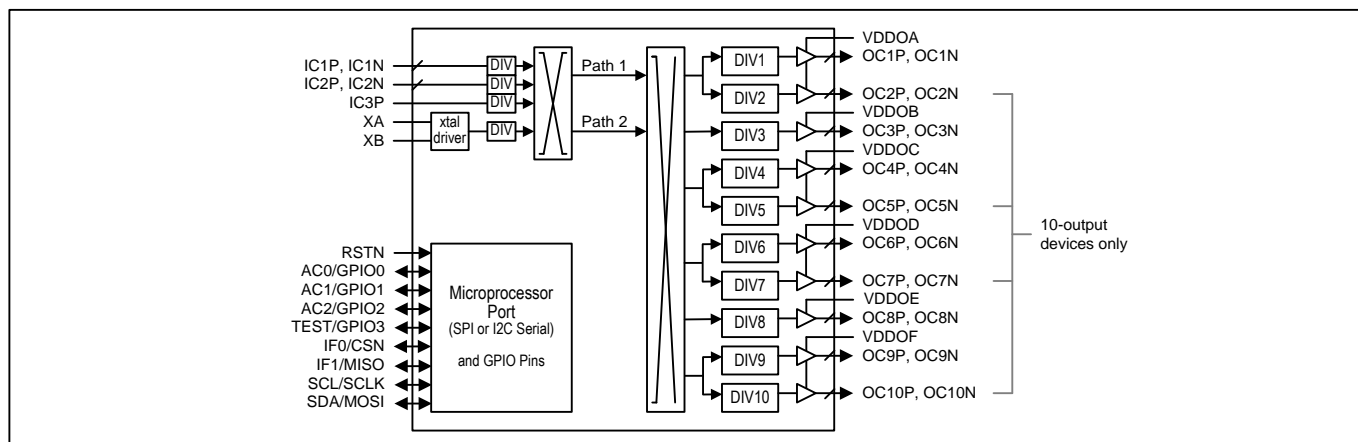 IC1P, IC1N
IC2P, IC2N
IC3P
XA
XB
xtal
driver
DIV
DIV
DIV
DIV
Path 1
Path 2
DIV1
DIV2
DIV3
DIV4
DIV5
DIV6
DIV7
DIV8
DIV9
DIV10
VDDOA
OC1P, OC1N
OC2P, OC2N
VDDOB
OC3P, OC3N
VDDOC
OC4P, OC4N
OC5P, OC5N
VDDOD
OC6P, OC6N
OC7P, OC7N
VDDOE
OC8P, OC8N
VDDOF
OC9P, OC9N
OC10P, OC10N
10-output
devices only
RSTN
AC0/GPIO0
AC1/GPIO1
AC2/GPIO2
TEST/GPIO3
IF0/CSN
IF1/MISO
SCL/SCLK
SDA/MOSI
Microprocessor
Port
(SPI or I2C Serial)
and GPIO Pins